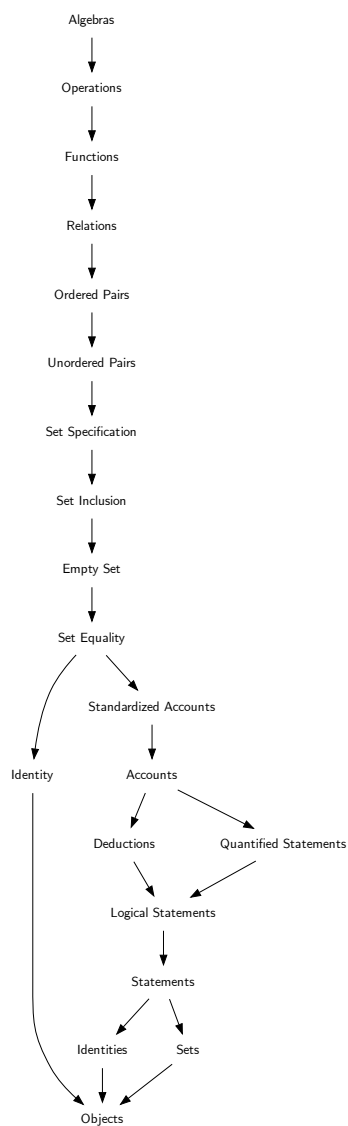 Algebras
Operations
Functions
Relations
Ordered Pairs
Unordered Pairs
Set Specification
Set Inclusion
Empty Set
Set Equality
Standardized Accounts
Identity
Accounts
Deductions
Quantified Statements
Logical Statements
Statements
Identities
Sets
Objects